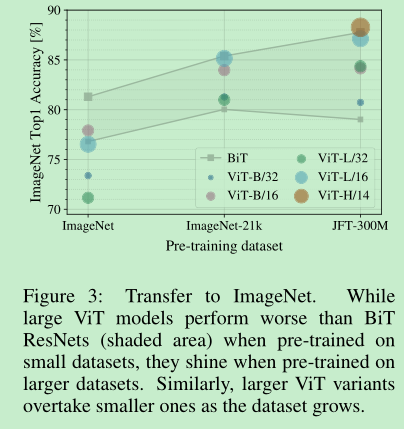 90
85
80
75
70
ImageNet Top1 Accuracy [%]
BiT
ViT-B/32
ViT-B/16
ViT-L/32
ViT-L/16
ViT-H/14
ImageNet
ImageNet-21k
JFT-300M
Pre-training dataset
Figure 3: Transfer to ImageNet. While
large ViT models perform worse than BiT
ResNets (shaded area) when pre-trained on
small datasets, they shine when pre-trained on
larger datasets. Similarly, larger ViT variants
overtake smaller ones as the dataset grows.